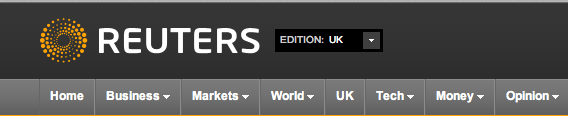 REUTERS EDITION: UK
Home Business Markets World UK Tech Money Opinion